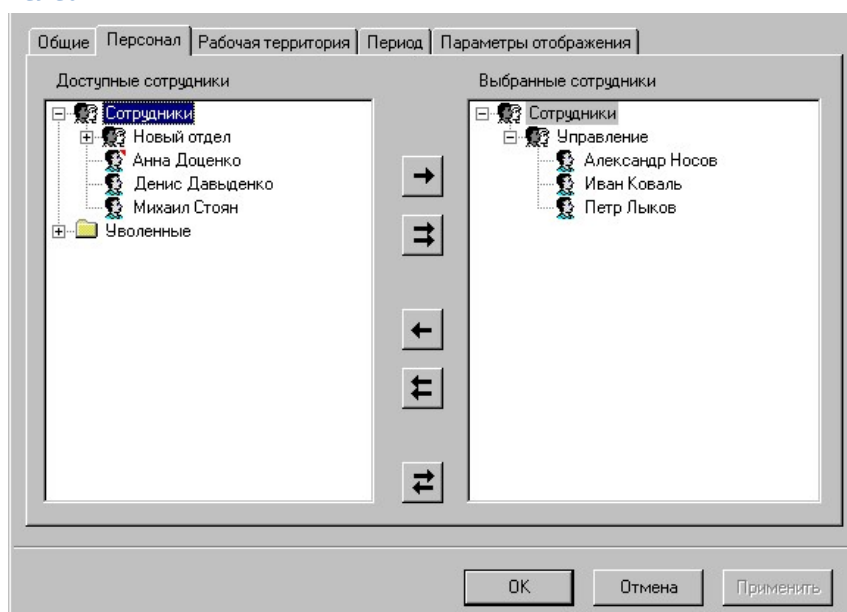 Общие Персонал Рабочая территория Период Параметры отображения
Доступные сотрудники
Сотрудники
Новый отдел
Анна Доценко
Денис Давыденко
Михаил Стоян
Уволенные
Выбранные сотрудники
Сотрудники
Управление
Александр Носов
Иван Коваль
Петр Лыков
OK Отмена Применить